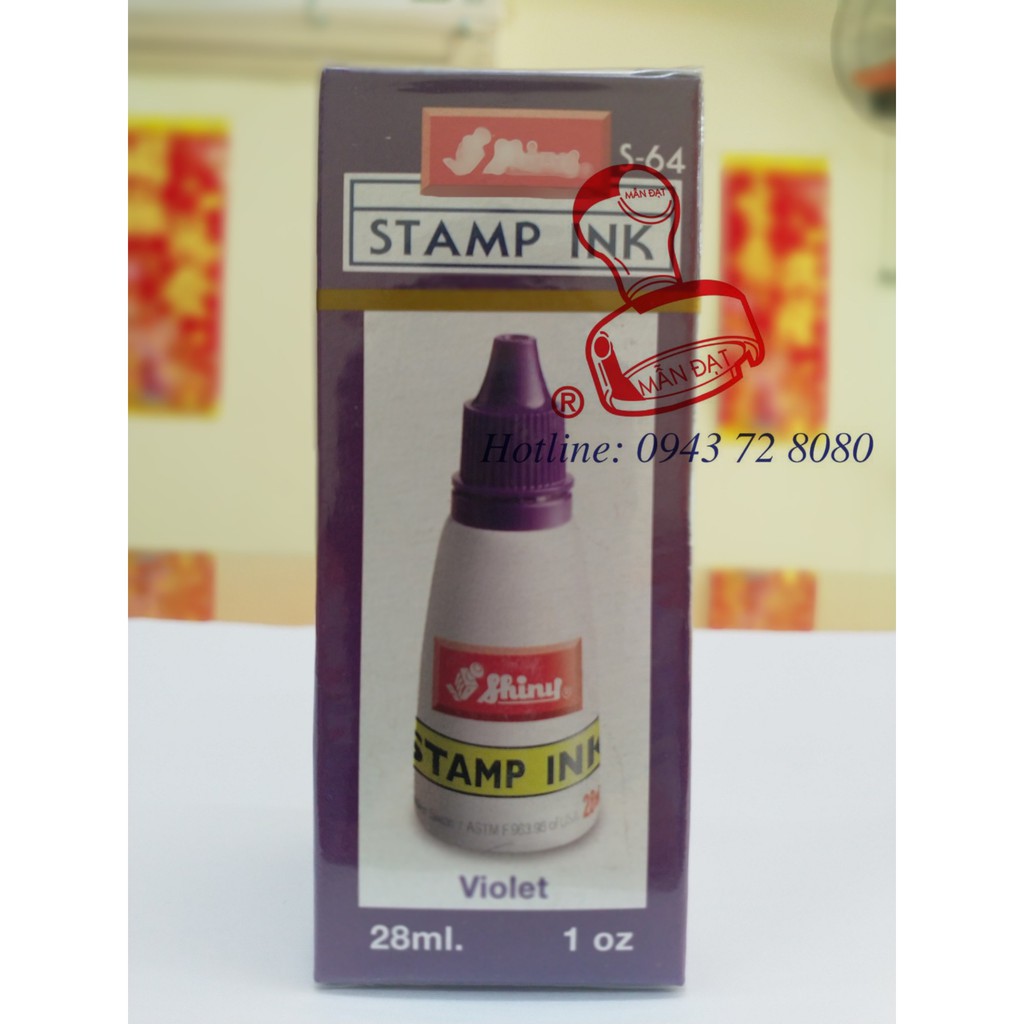 Shiny
S-64
STAMP INK
MẪN ĐẠT
MẪN ĐẠT
®
Hotline: 0943 72 8080
Shiny®
STAMP INK
ASTM
Violet
28ml. 1 oz